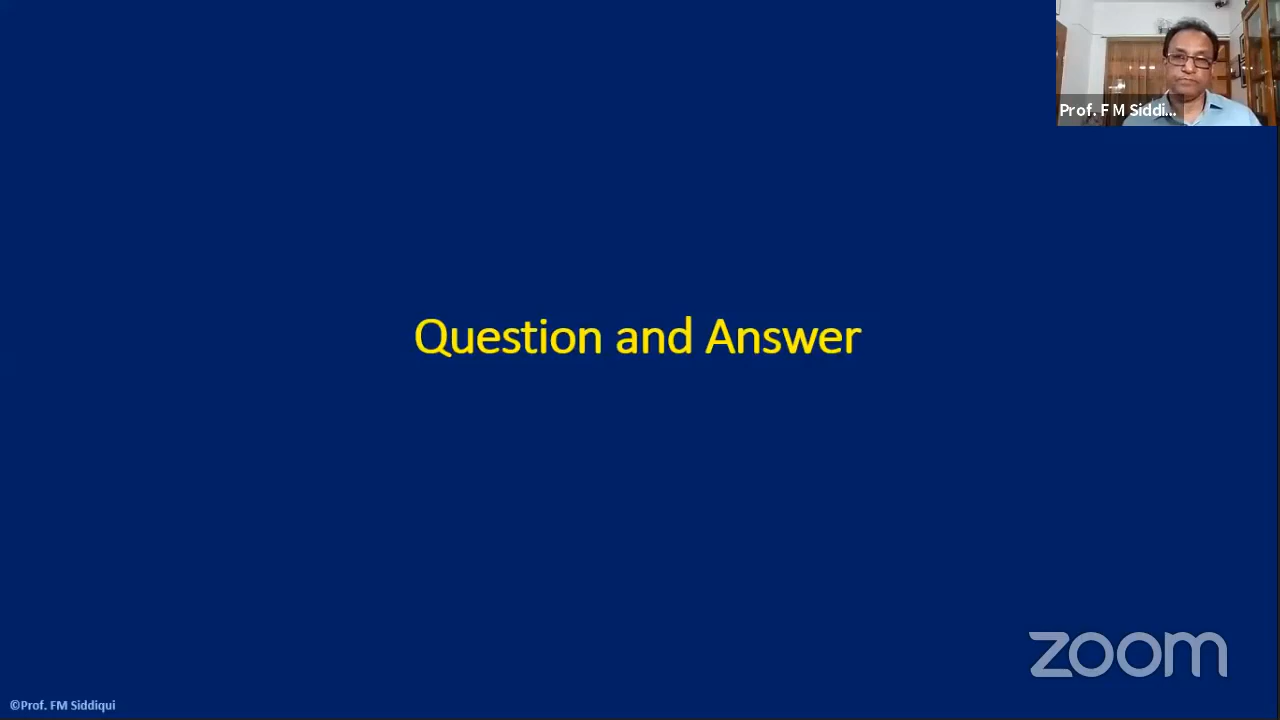 Prof. F M Siddi...
Question and Answer
zoom
©Prof. FM Siddiqui